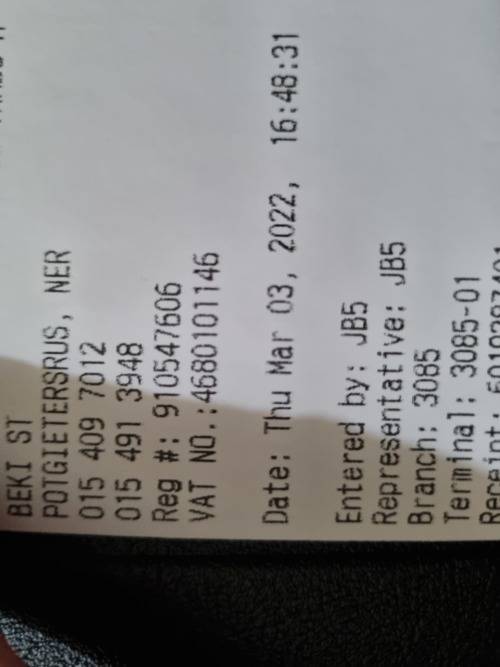 BEKI ST
POTGIETERSRUS, NER
015 409 7012
015 491 3948
Reg #: 910547606
VAT NO.:4680101146
Date: Thu Mar 03, 2022, 16:48:31
Entered by: JB5
Representative: JB5
Branch: 3085
Terminal: 3085-01
Receipt: